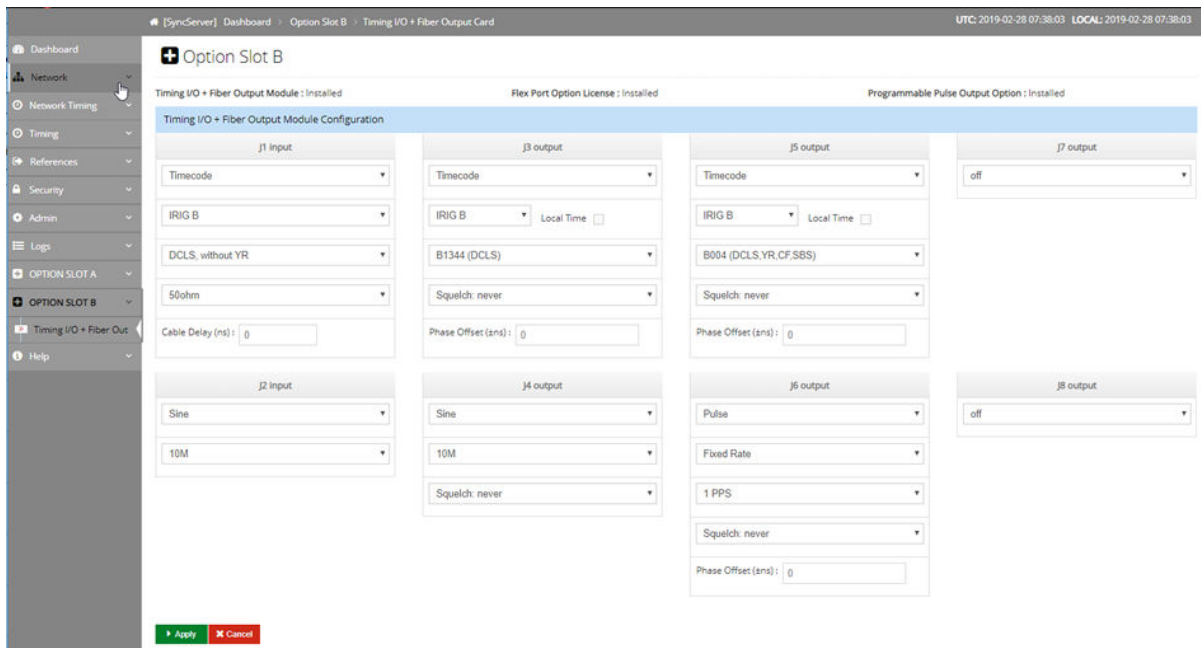 [SyncServer] Dashboard > Option Slot B > Timing I/O + Fiber Output Card
UTC: 2019-02-28 07:38:03 LOCAL: 2019-02-28 07:38:03
Dashboard
Network
Network Timing
Timing
References
Security
Admin
Logs
OPTION SLOT A
OPTION SLOT B
Timing I/O + Fiber Out
Help
Option Slot B
Timing I/O + Fiber Output Module : Installed
Flex Port Option License : Installed
Programmable Pulse Output Option : Installed
Timing I/O + Fiber Output Module Configuration
J1 input
Timecode
IRIG B
DCLS, without YR
50ohm
Cable Delay (ns) : 0
J3 output
Timecode
IRIG B Local Time
B1344 (DCLS)
Squelch: never
Phase Offset (±ns) : 0
J5 output
Timecode
IRIG B Local Time
B004 (DCLS,YR,CF,SBS)
Squelch: never
Phase Offset (±ns) : 0
J7 output
off
J2 input
Sine
10M
J4 output
Sine
10M
Squelch: never
J6 output
Pulse
Fixed Rate
1 PPS
Squelch: never
Phase Offset (±ns) : 0
J8 output
off
Apply
Cancel